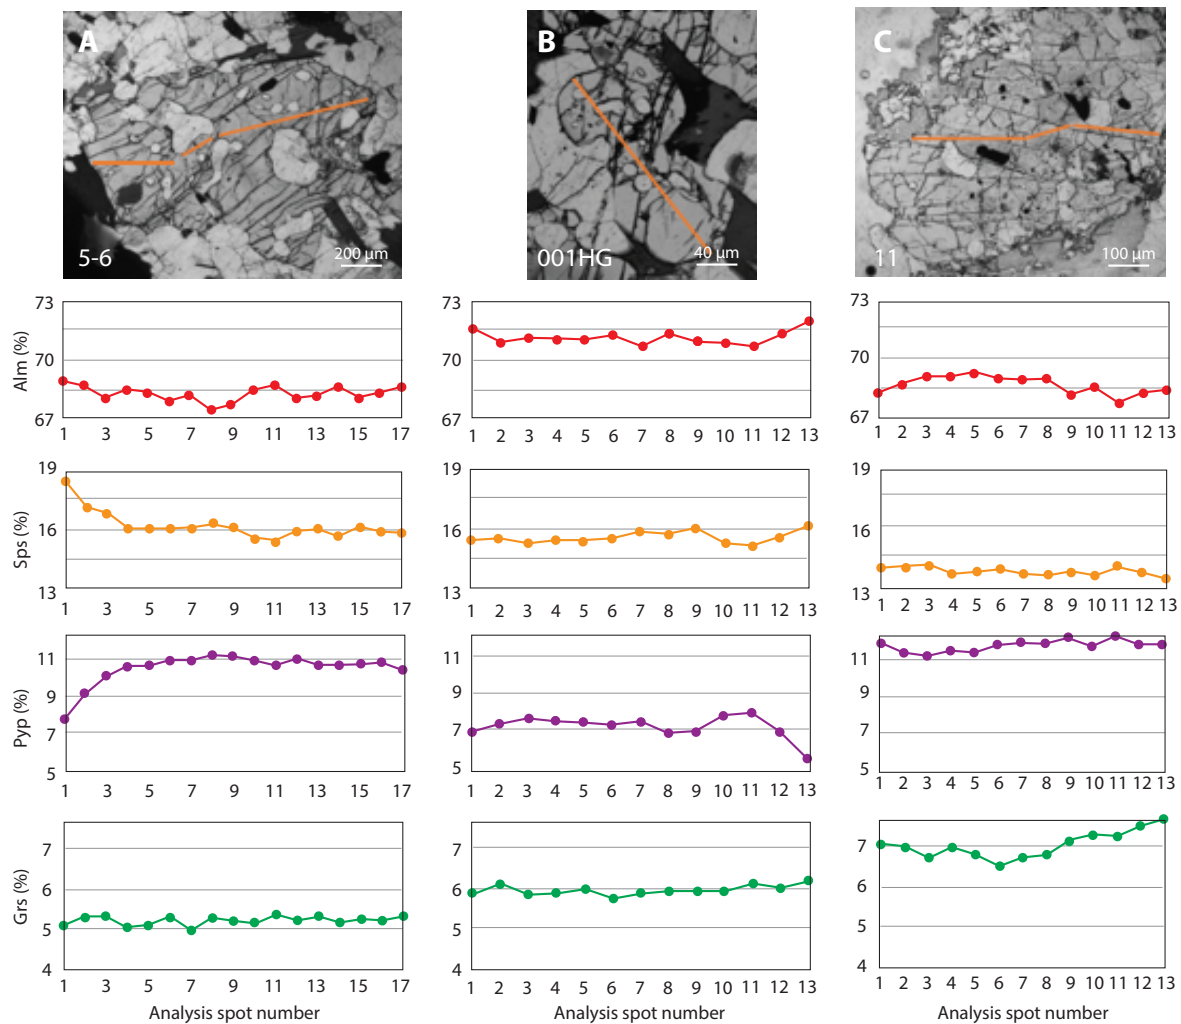 A
B
C
5-6
200 µm
001HG
40 µm
11
100 µm
Alm (%)
73
70
67
1 3 5 7 9 11 13 15 17
73
70
67
1 2 3 4 5 6 7 8 9 10 11 12 13
73
70
67
1 2 3 4 5 6 7 8 9 10 11 12 13
Sps (%)
19
16
13
1 3 5 7 9 11 13 15 17
19
16
13
1 2 3 4 5 6 7 8 9 10 11 12 13
19
16
13
1 2 3 4 5 6 7 8 9 10 11 12 13
Pyp (%)
11
9
7
5
1 3 5 7 9 11 13 15 17
11
9
7
5
1 2 3 4 5 6 7 8 9 10 11 12 13
11
9
7
5
1 2 3 4 5 6 7 8 9 10 11 12 13
Grs (%)
7
6
5
4
1 3 5 7 9 11 13 15 17
Analysis spot number
7
6
5
4
1 2 3 4 5 6 7 8 9 10 11 12 13
Analysis spot number
7
6
5
4
1 2 3 4 5 6 7 8 9 10 11 12 13
Analysis spot number